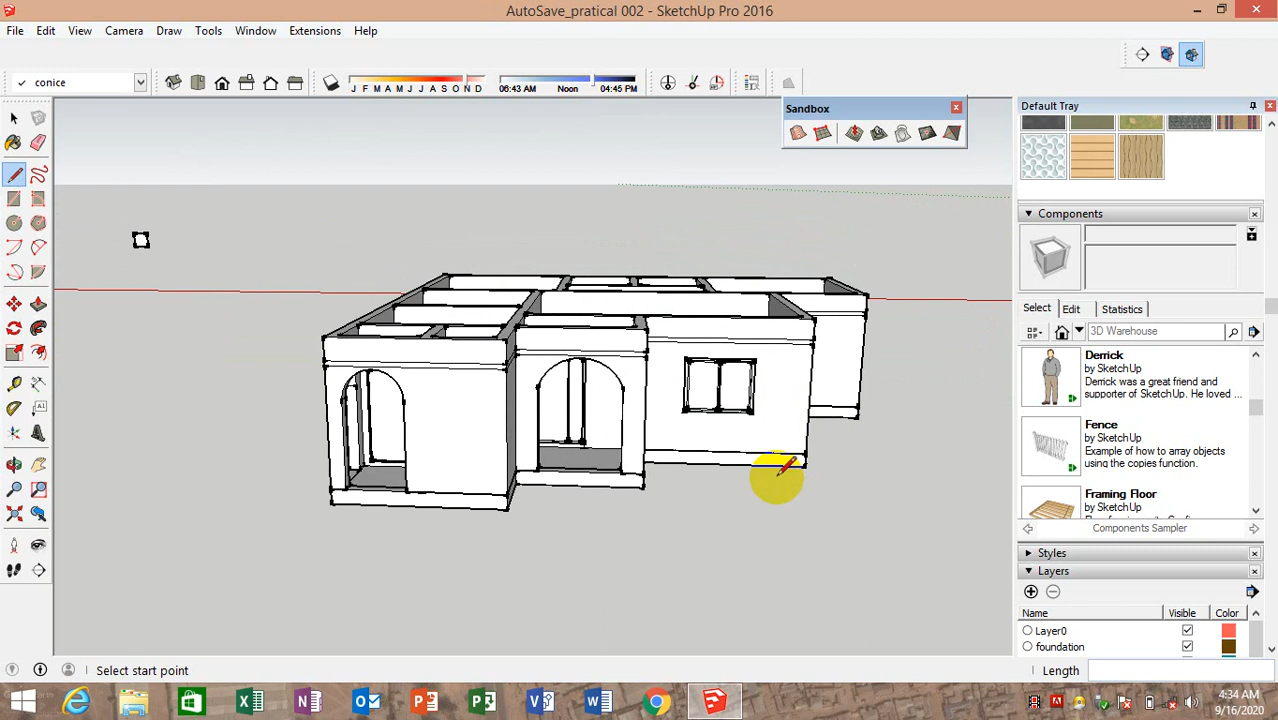 AutoSave_pratical 002 - SketchUp Pro 2016
File Edit View Camera Draw Tools Window Extensions Help
conice
J F M A M J J A S O N D
06:43 AM Noon 04:45 PM
Sandbox
Default Tray
Components
Select Edit Statistics
3D Warehouse
Derrick
by SketchUp
Derrick was a great friend and
supporter of SketchUp. He loved ...
Fence
by SketchUp
Example of how to array objects
using the copies function.
Framing Floor
by SketchUp
Components Sampler
Styles
Layers
Name Visible Color
Layer0
foundation
Select start point
Length
4:34 AM
9/16/2020